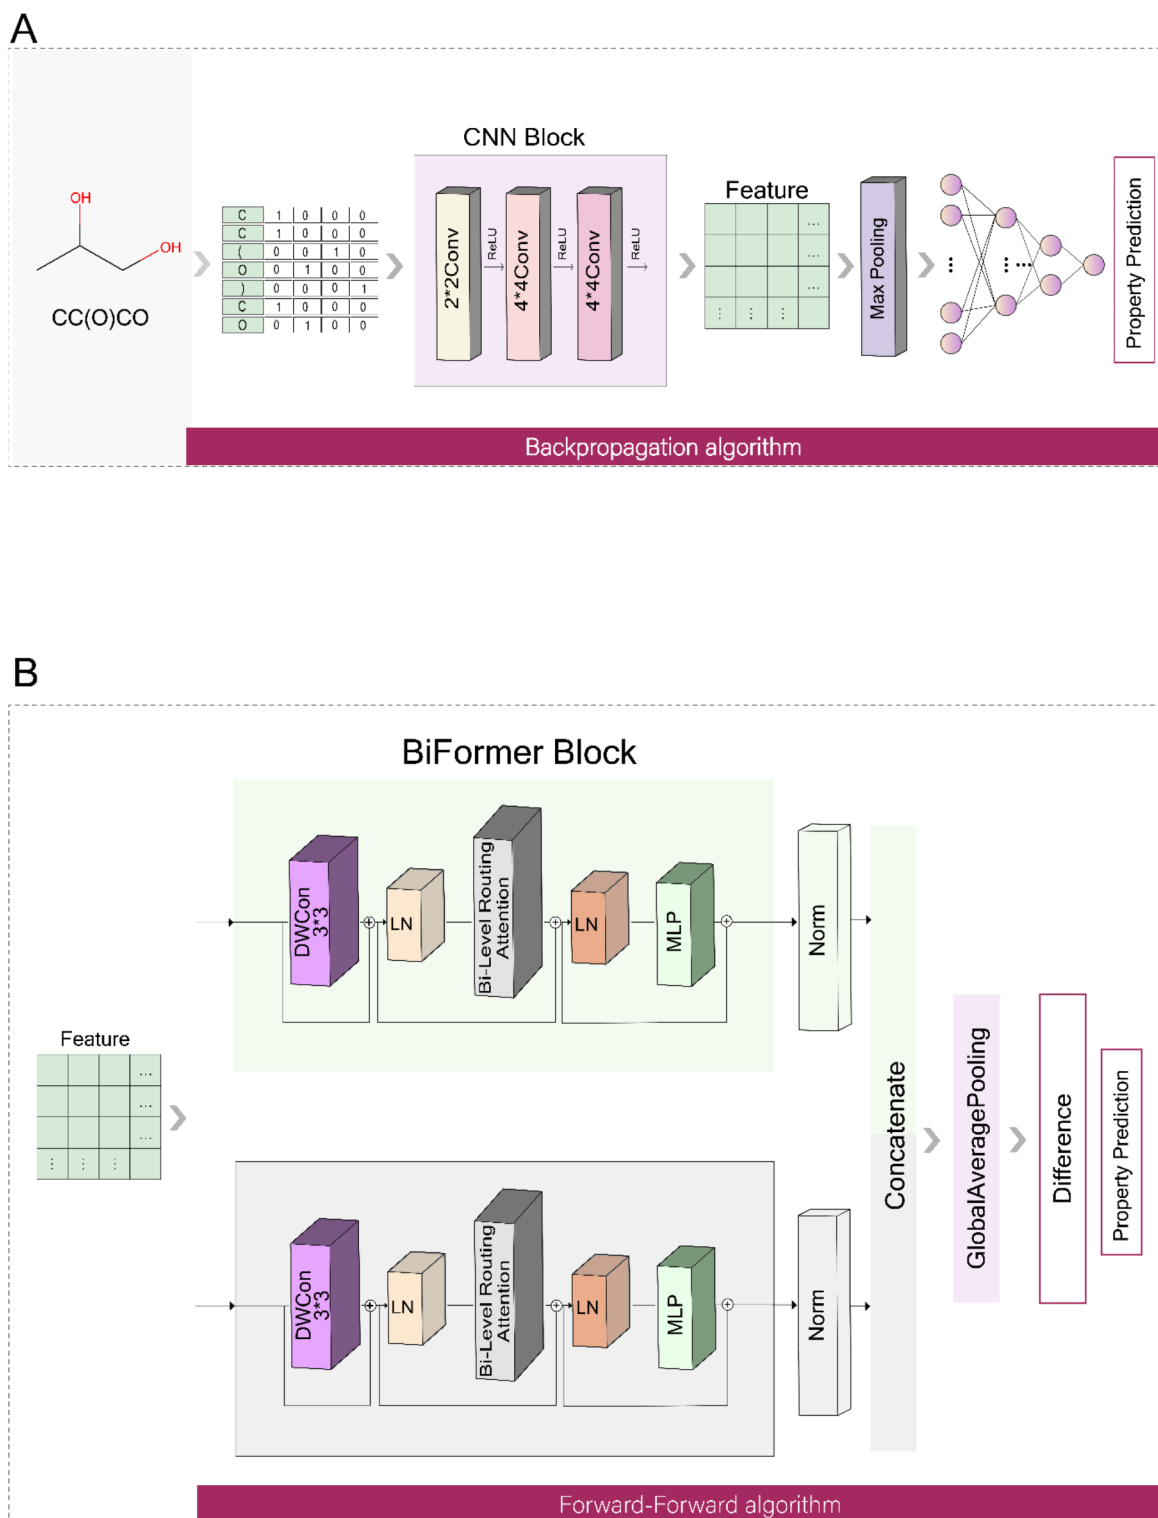 A
CNN Block
OH
OH
CC(O)CO
C 1 0 0 0
C 1 0 0 0
( 0 0 1 0
O 0 1 0 0
) 0 0 0 1
C 1 0 0 0
O 0 1 0 0
2*2Conv
ReLU
4*4Conv
ReLU
4*4Conv
ReLU
Feature
...
...
...
... ... ...
Max Pooling
...
... ...
Property Prediction
Backpropagation algorithm
B
BiFormer Block
DWCon
3*3
LN
Bi-Level Routing
Attention
LN
MLP
Norm
Feature
...
...
...
... ... ...
DWCon
3*3
LN
Bi-Level Routing
Attention
LN
MLP
Norm
Concatenate
GlobalAveragePooling
Difference
Property Prediction
Forward-Forward algorithm